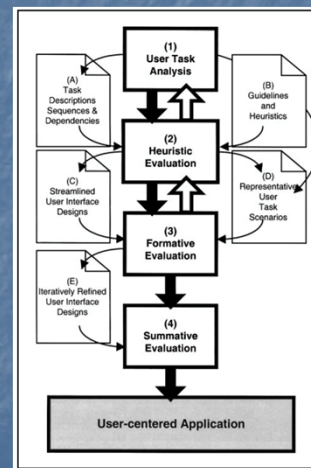 (1)
User Task
Analysis
(A)
Task
Descriptions
Sequences &
Dependencies
(B)
Guidelines
and
Heuristics
(2)
Heuristic
Evaluation
(C)
Streamlined
User Interface
Designs
(D)
Representative
User
Task
Scenarios
(3)
Formative
Evaluation
(E)
Iteratively Refined
User Interface
Designs
(4)
Summative
Evaluation
User-centered Application